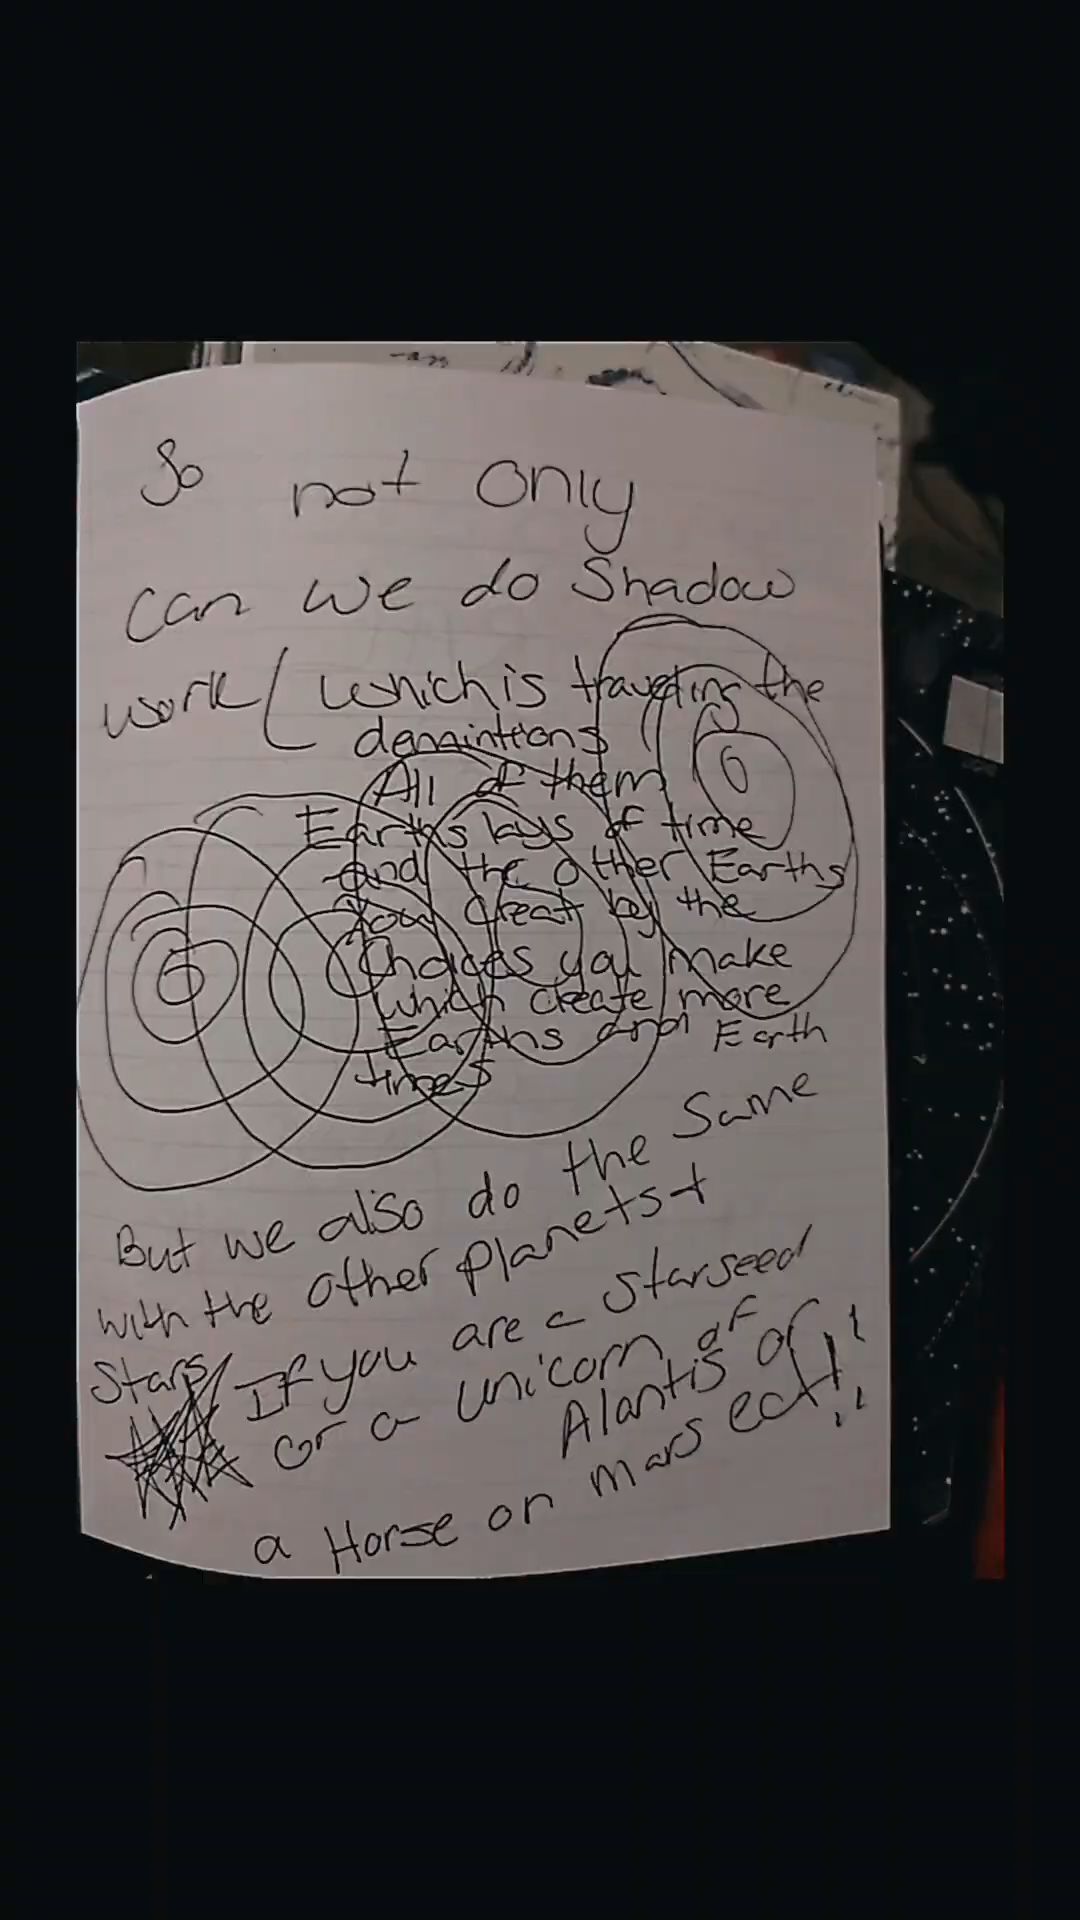 So not only
can we do Shadow
work ( which is traveling the
demintions
All of them
Earths lays of time
and the other Earths
you creat by the
Choices you make
which create more
Earths and Earth
times
But we also do the Same
with the other planets +
Stars / If you are a starseed
or a unicorn of
Alantis or
a Horse on mars ect!!